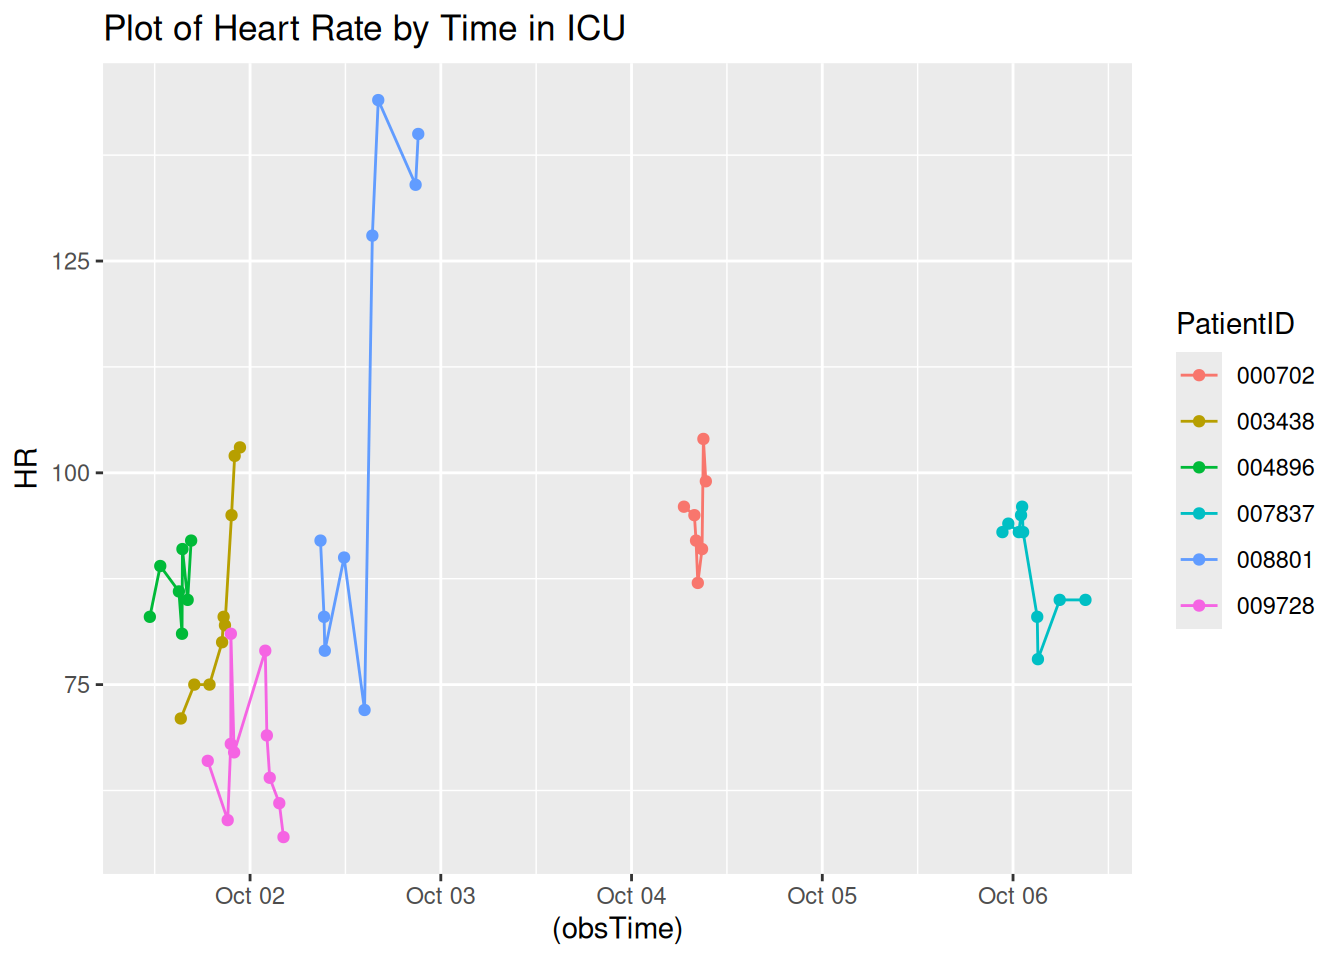 Plot of Heart Rate by Time in ICU
125
100
75
HR
Oct 02
Oct 03
Oct 04
Oct 05
Oct 06
(obsTime)
PatientID
000702
003438
004896
007837
008801
009728